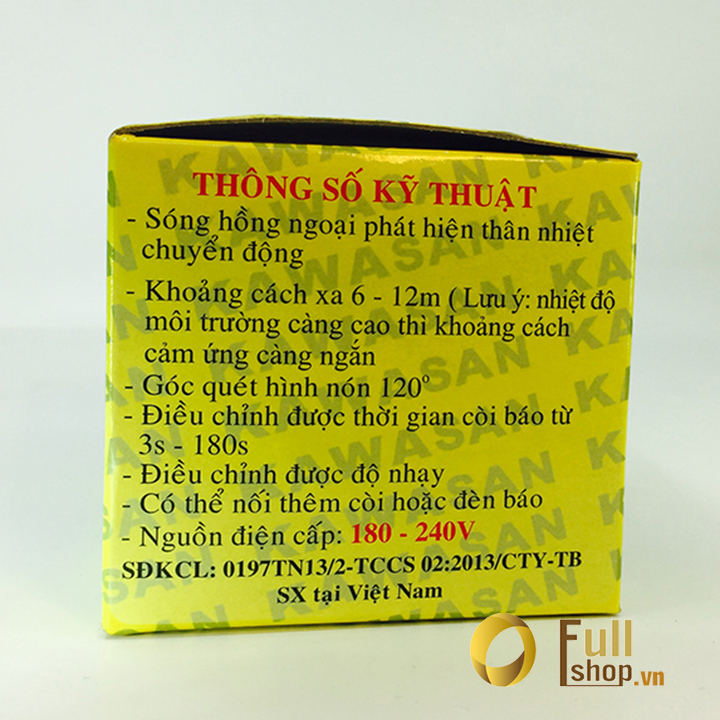 THÔNG SỐ KỸ THUẬT
- Sóng hồng ngoại phát hiện thân nhiệt
chuyển động
- Khoảng cách xa 6 - 12m ( Lưu ý: nhiệt độ
môi trường càng cao thì khoảng cách
cảm ứng càng ngắn
- Góc quét hình nón 120°
- Điều chỉnh được thời gian còi báo từ
3s - 180s
- Điều chỉnh được độ nhạy
- Có thể nối thêm còi hoặc đèn báo
- Nguồn điện cấp: 180 - 240V
SĐKCL: 0197TN13/2-TCCS 02:2013/CTY-TB
SX tại Việt Nam
KAWASAN KAWASAN KAWASAN
Full
shop.vn